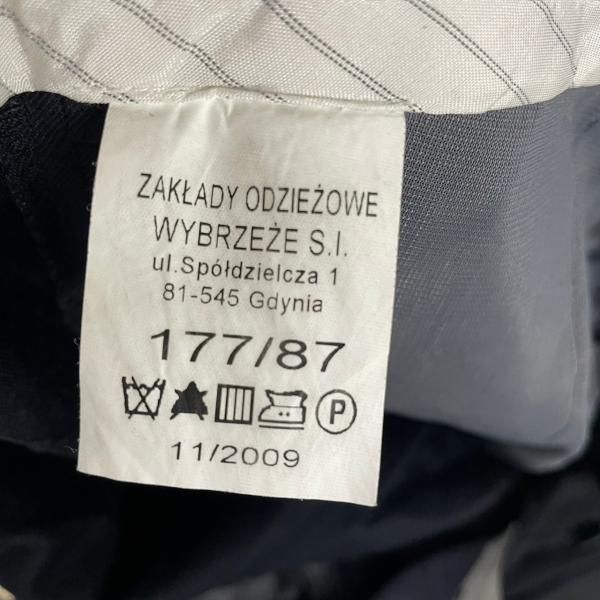 ZAKŁADY ODZIEŻOWE
WYBRZEŻE S.I.
ul.Spółdzielcza 1
81-545 Gdynia
177/87
P
11/2009